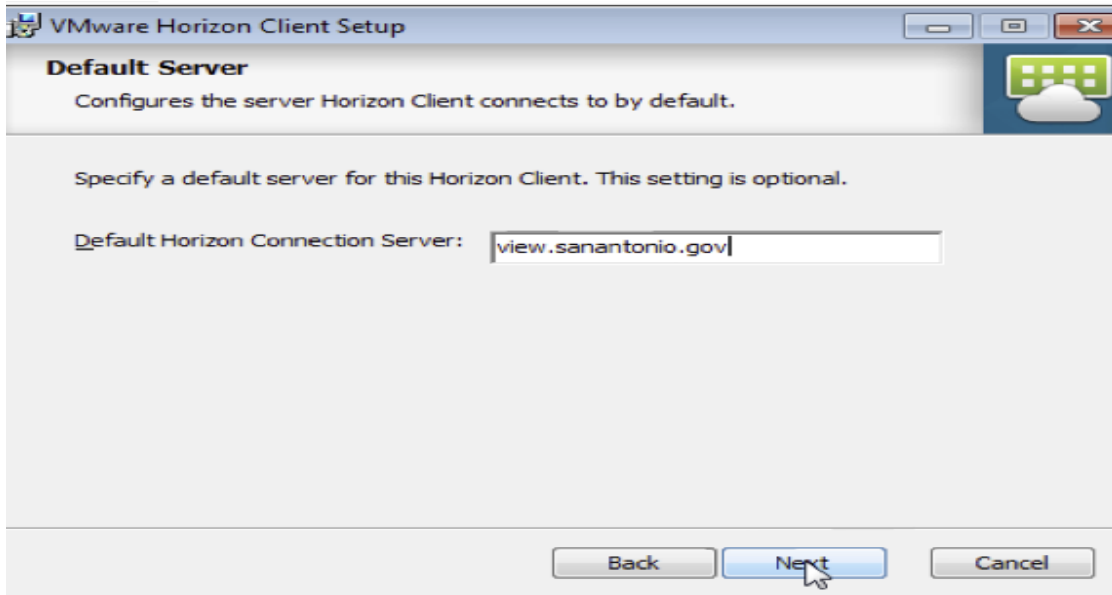 VMware Horizon Client Setup
Default Server
Configures the server Horizon Client connects to by default.
Specify a default server for this Horizon Client. This setting is optional.
Default Horizon Connection Server: view.sanantonio.gov
Back Next Cancel